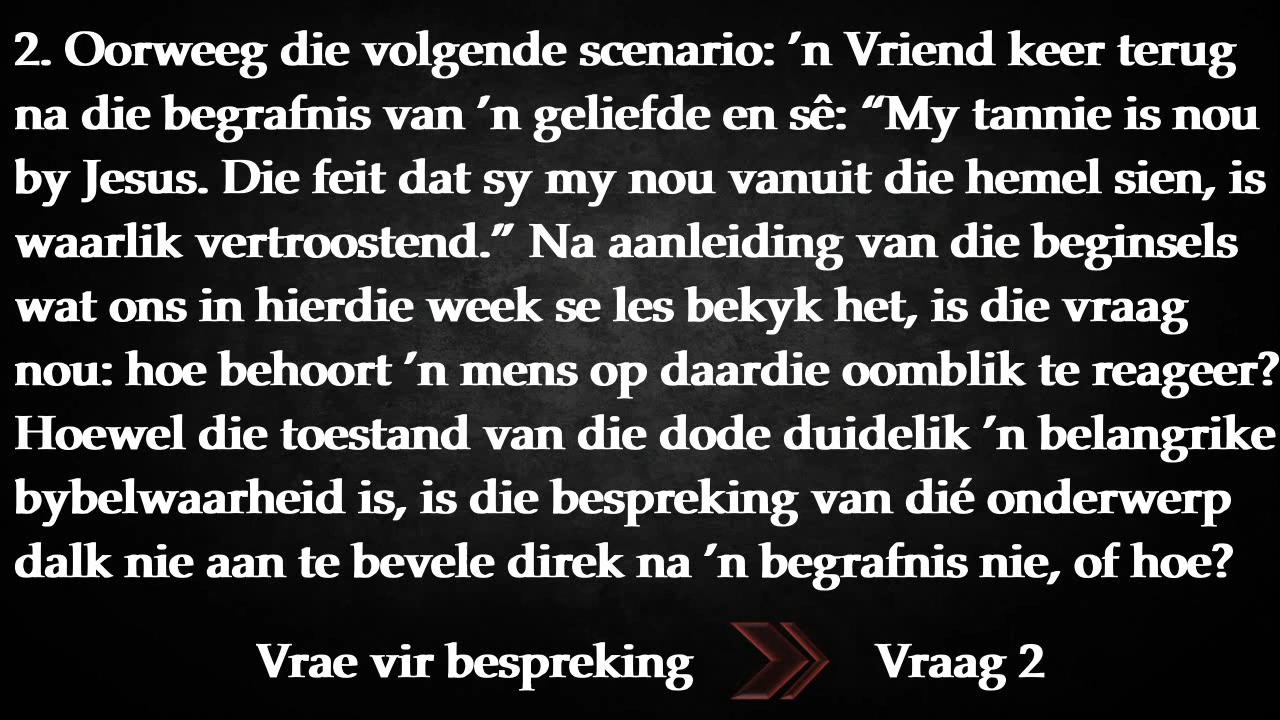 2. Oorweeg die volgende scenario: ’n Vriend keer terug
na die begrafnis van ’n geliefde en sê: “My tannie is nou
by Jesus. Die feit dat sy my nou vanuit die hemel sien, is
waarlik vertroostend.” Na aanleiding van die beginsels
wat ons in hierdie week se les bekyk het, is die vraag
nou: hoe behoort ’n mens op daardie oomblik te reageer?
Hoewel die toestand van die dode duidelik ’n belangrike
bybelwaarheid is, is die bespreking van dié onderwerp
dalk nie aan te bevele direk na ’n begrafnis nie, of hoe?
Vrae vir bespreking Vraag 2